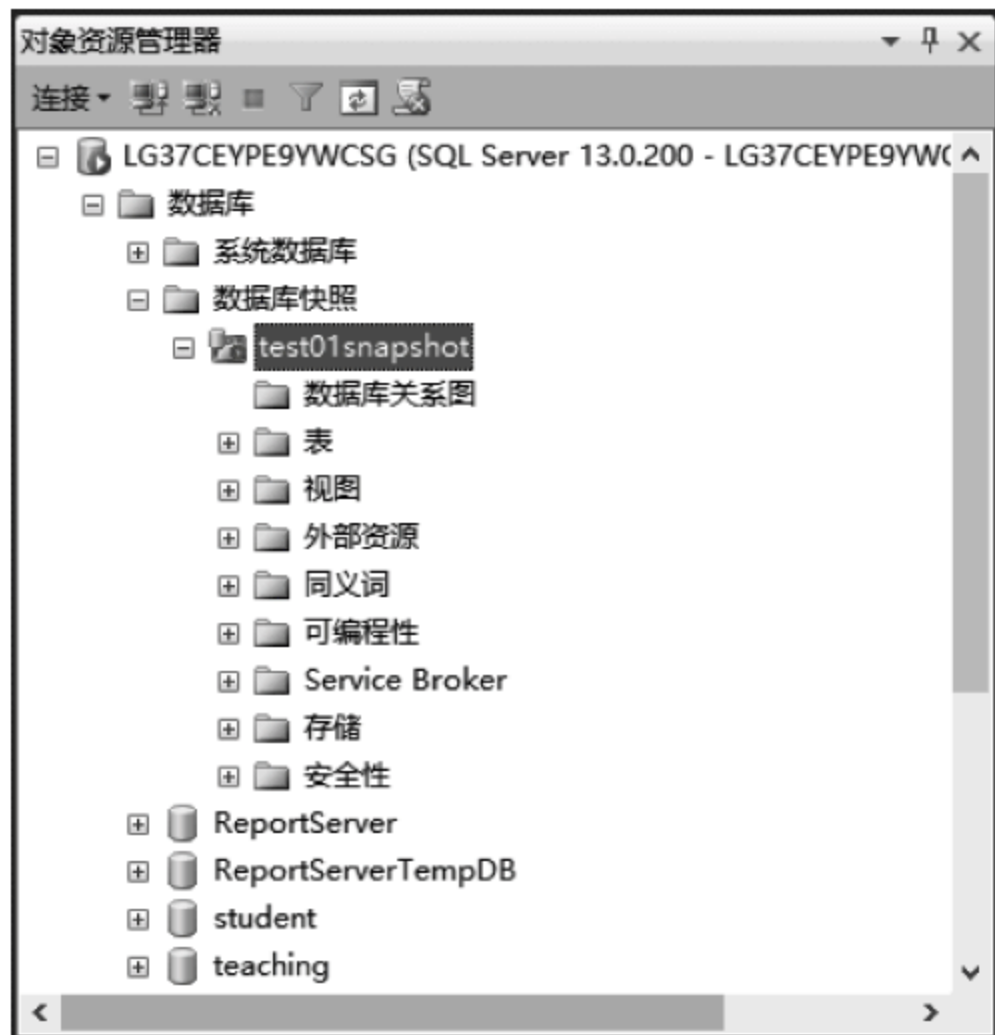 对象资源管理器
连接
LG37CEYPE9YWCSG (SQL Server 13.0.200 - LG37CEYPE9YWC
数据库
系统数据库
数据库快照
test01snapshot
数据库关系图
表
视图
外部资源
同义词
可编程性
Service Broker
存储
安全性
ReportServer
ReportServerTempDB
student
teaching